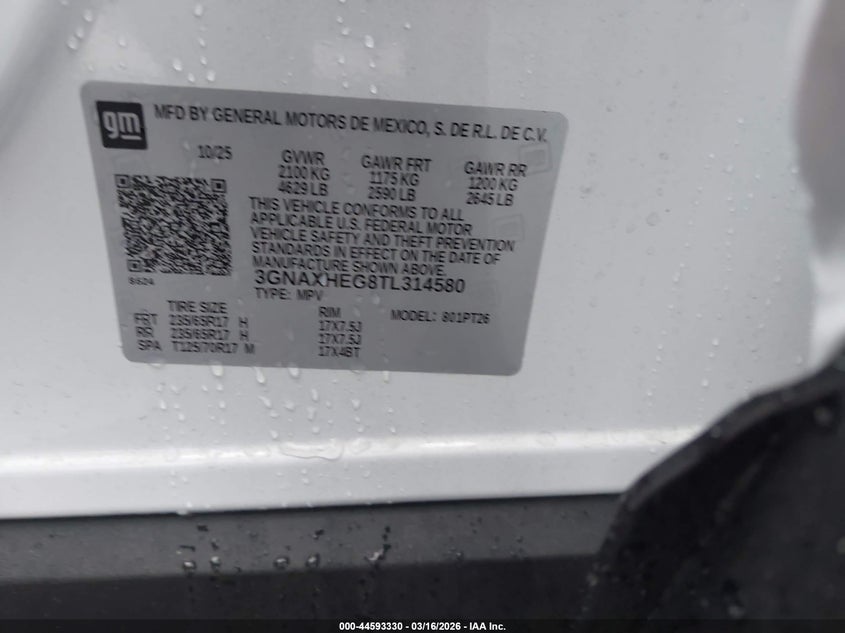 gm
MFD BY GENERAL MOTORS DE MEXICO, S. DE R.L. DE C.V.
10/25 GVWR GAWR FRT GAWR RR
2100 KG 1175 KG 1200 KG
4629 LB 2590 LB 2645 LB
THIS VEHICLE CONFORMS TO ALL
APPLICABLE U.S. FEDERAL MOTOR
VEHICLE SAFETY AND THEFT PREVENTION
STANDARDS IN EFFECT ON THE DATE OF
MANUFACTURE SHOWN ABOVE.
8624
3GNAXHEG8TL314580
TYPE: MPV
TIRE SIZE RIM MODEL: 801PT26
FRT 235/65R17 H 17X7.5J
RR 235/65R17 H 17X7.5J
SPA T125/70R17 M 17X4BT
000-44593330 - 03/16/2026 - IAA Inc.